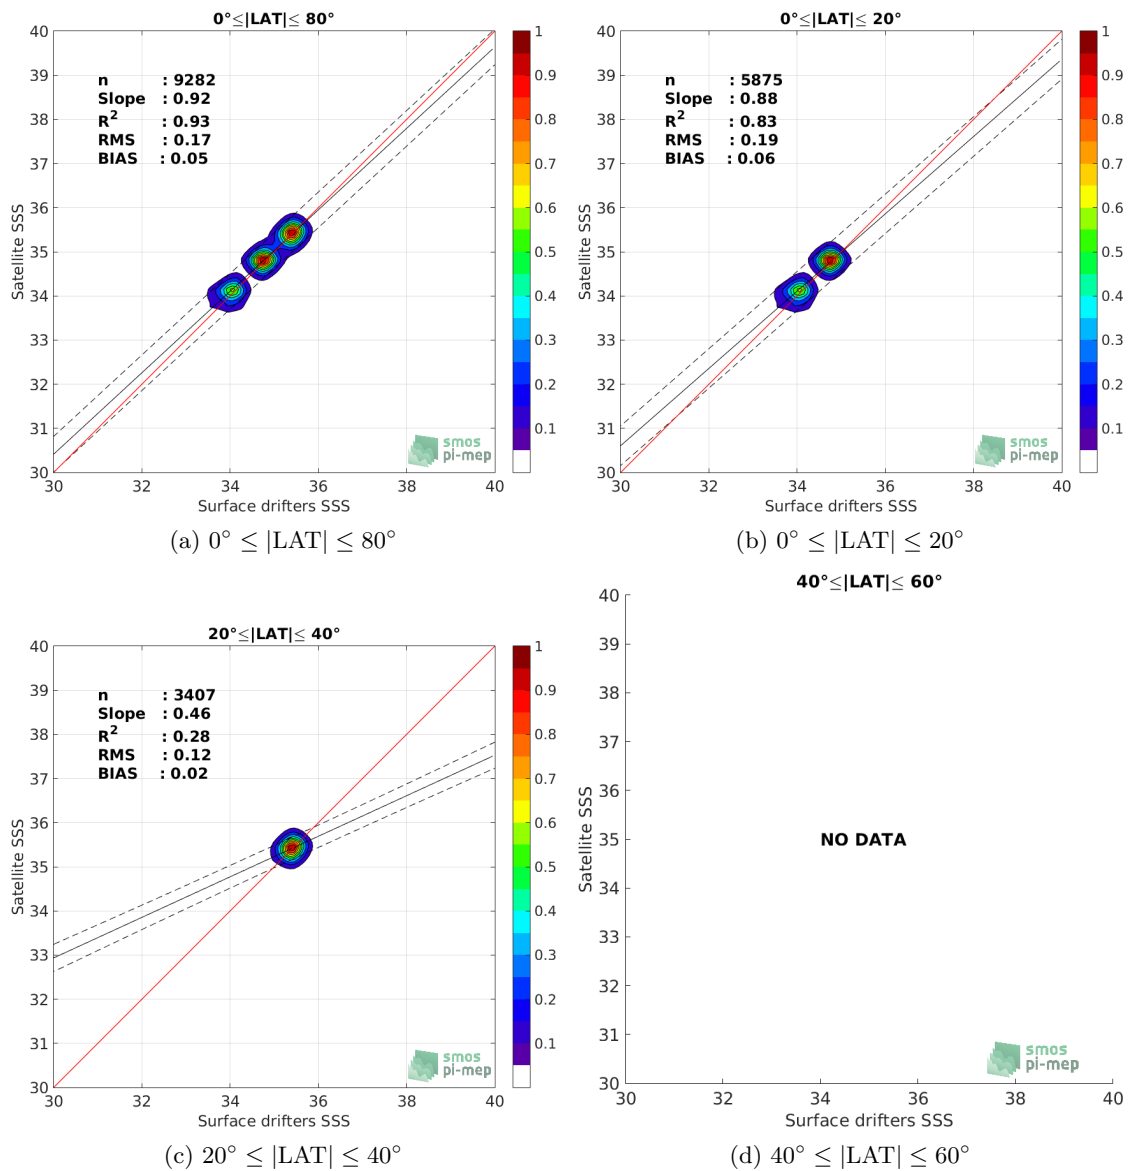 0°≤|LAT|≤ 80°
n : 9282
Slope : 0.92
R2 : 0.93
RMS : 0.17
BIAS : 0.05
Satellite SSS
40
39
38
37
36
35
34
33
32
31
30
30 32 34 36 38 40
Surface drifters SSS
1
0.9
0.8
0.7
0.6
0.5
0.4
0.3
0.2
0.1
smos
pi-mep
(a) 0° ≤ |LAT| ≤ 80°
0°≤|LAT|≤ 20°
n : 5875
Slope : 0.88
R2 : 0.83
RMS : 0.19
BIAS : 0.06
Satellite SSS
40
39
38
37
36
35
34
33
32
31
30
30 32 34 36 38 40
Surface drifters SSS
1
0.9
0.8
0.7
0.6
0.5
0.4
0.3
0.2
0.1
smos
pi-mep
(b) 0° ≤ |LAT| ≤ 20°
20°≤|LAT|≤ 40°
n : 3407
Slope : 0.46
R2 : 0.28
RMS : 0.12
BIAS : 0.02
Satellite SSS
40
39
38
37
36
35
34
33
32
31
30
30 32 34 36 38 40
Surface drifters SSS
1
0.9
0.8
0.7
0.6
0.5
0.4
0.3
0.2
0.1
smos
pi-mep
(c) 20° ≤ |LAT| ≤ 40°
40°≤|LAT|≤ 60°
Satellite SSS
40
39
38
37
36
35
34
33
32
31
30
NO DATA
30 32 34 36 38 40
Surface drifters SSS
smos
pi-mep
(d) 40° ≤ |LAT| ≤ 60°